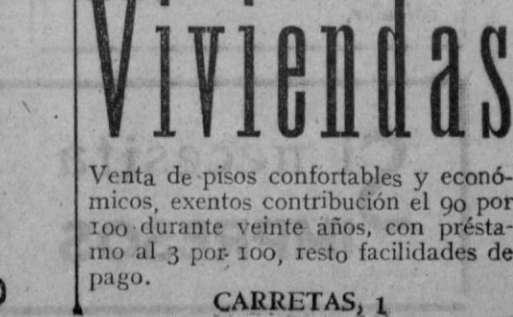 Viviendas
Venta de pisos confortables y econó-
micos, exentos contribución el 90 por
100 durante veinte años, con présta-
mo al 3 por 100, resto facilidades de
pago.
CARRETAS, 1